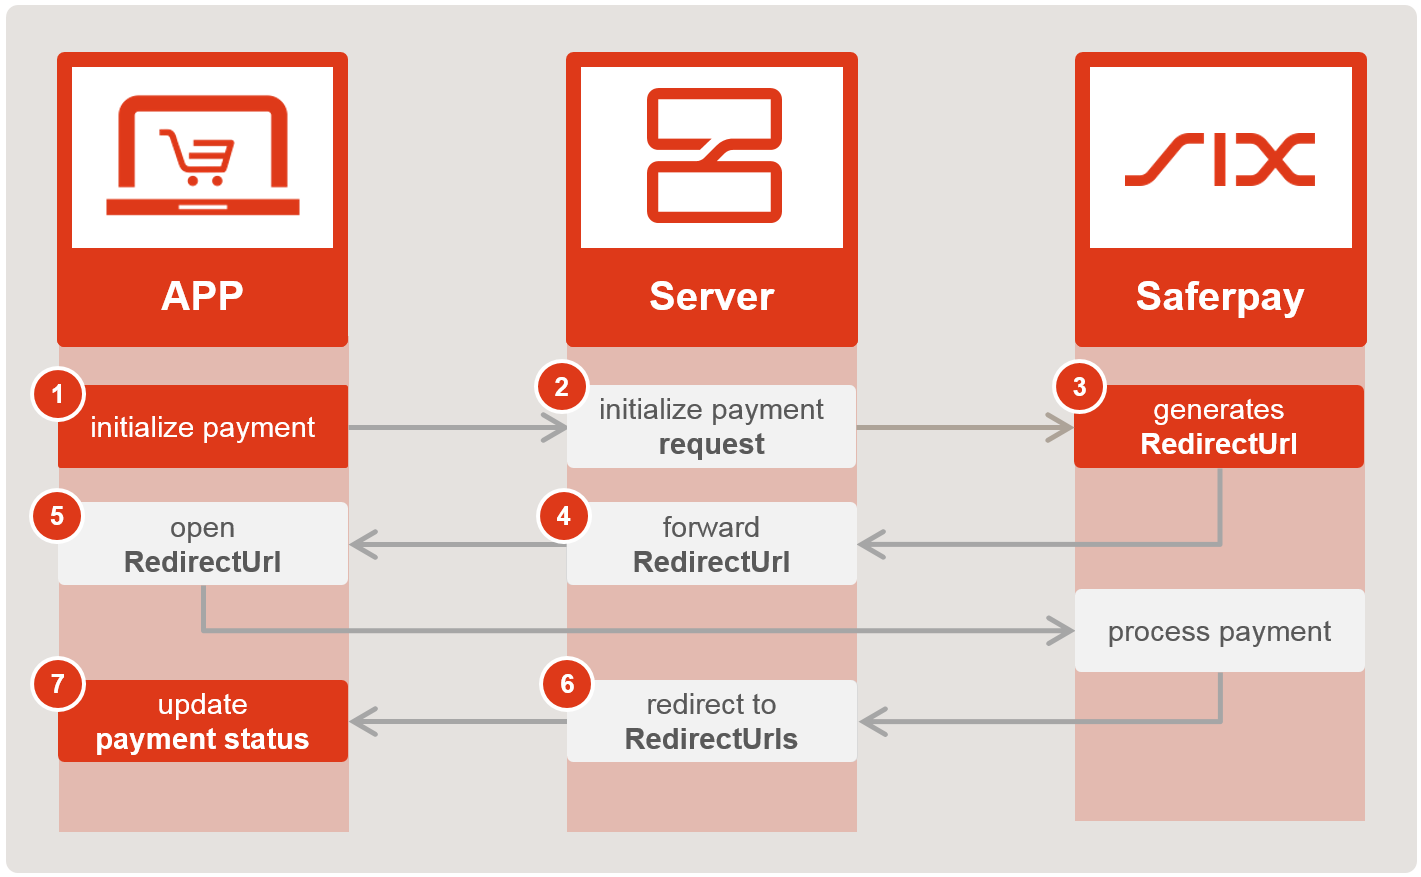 SIX
APP
Server
Saferpay
1
initialize payment
2
initialize payment
request
3
generates
RedirectUrl
5
open
RedirectUrl
4
forward
RedirectUrl
process payment
7
update
payment status
6
redirect to
RedirectUrls